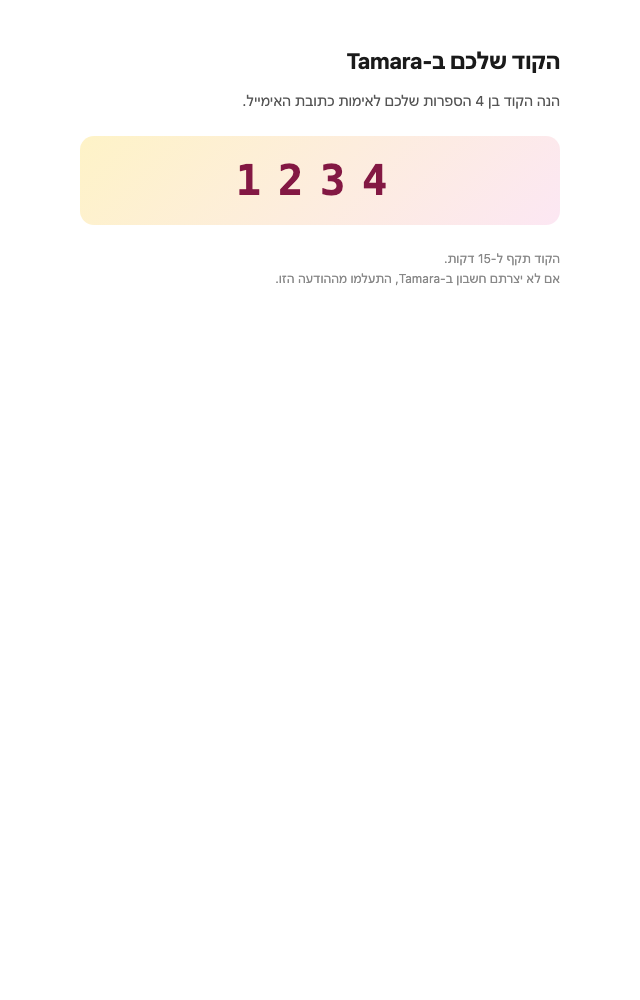 הקוד שלכם ב-Tamara
הנה הקוד בן 4 הספרות שלכם לאימות כתובת האימייל.
1 2 3 4
הקוד תקף ל-15 דקות.
אם לא יצרתם חשבון ב-Tamara, התעלמו מההודעה הזו.